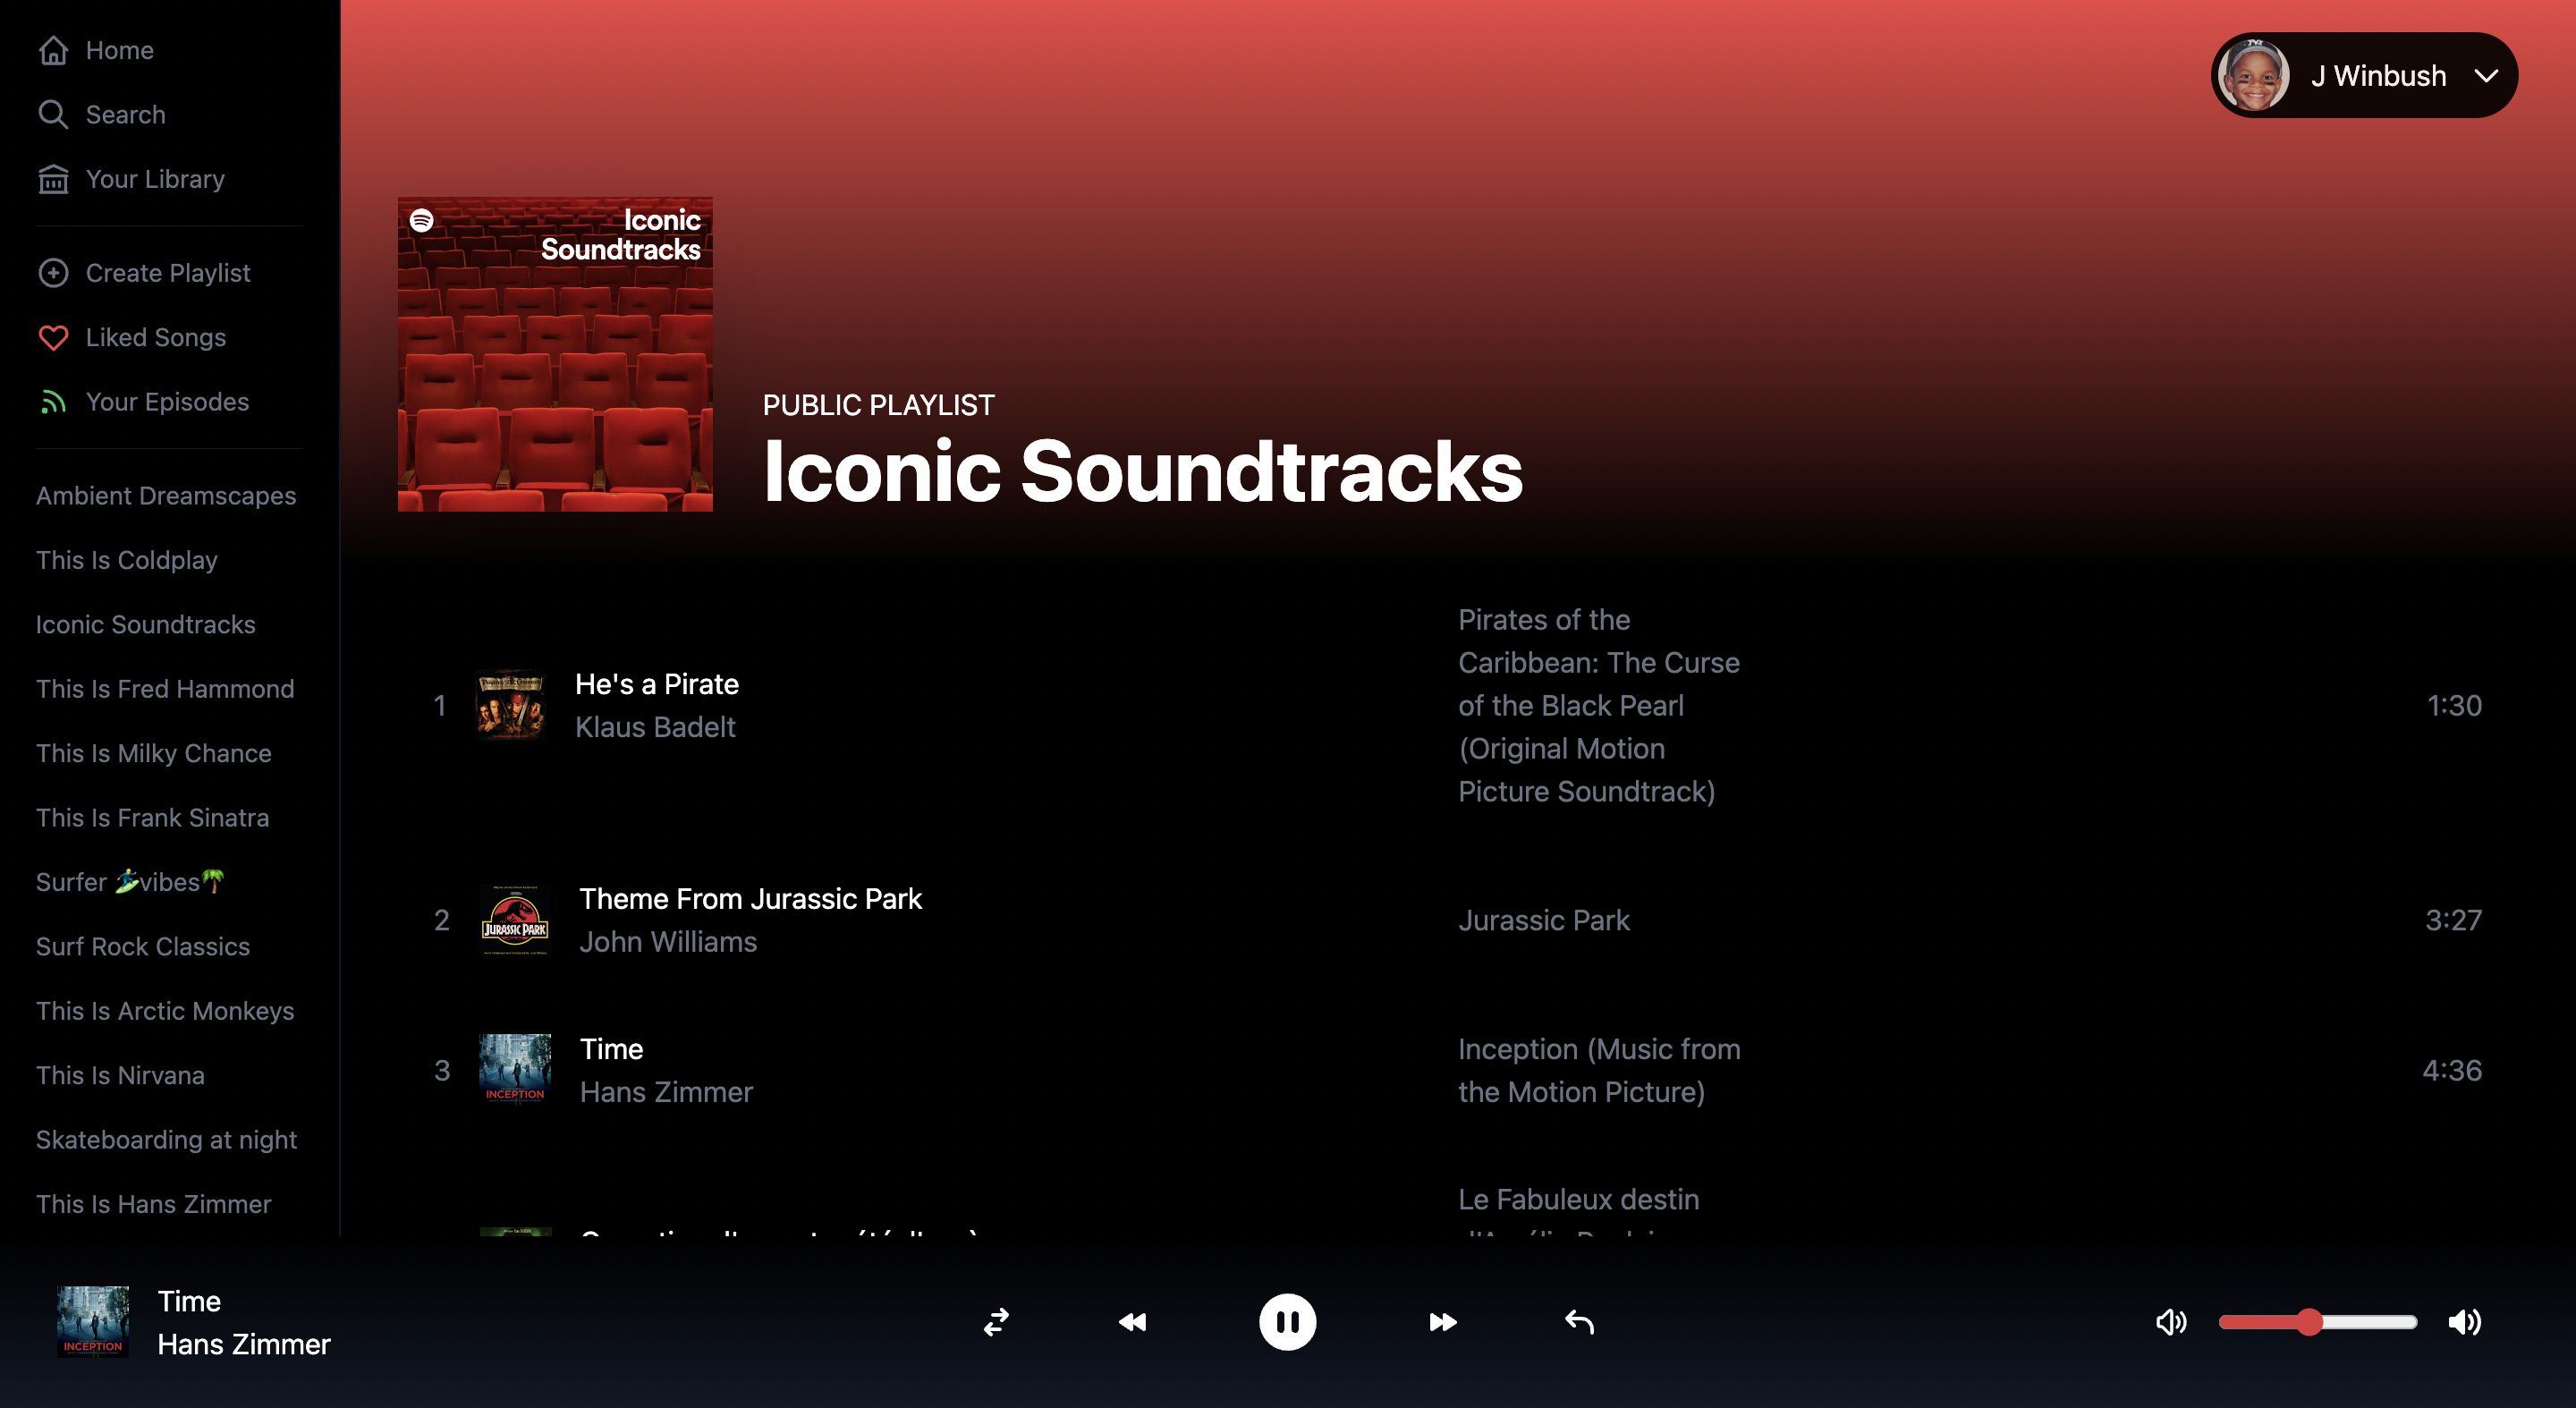 Home
Search
Your Library
Create Playlist
Liked Songs
Your Episodes
Ambient Dreamscapes
This Is Coldplay
Iconic Soundtracks
This Is Fred Hammond
This Is Milky Chance
This Is Frank Sinatra
Surfer 🏄vibes🌴
Surf Rock Classics
This Is Arctic Monkeys
This Is Nirvana
Skateboarding at night
This Is Hans Zimmer
J Winbush
Iconic
Soundtracks
PUBLIC PLAYLIST
Iconic Soundtracks
1
He's a Pirate
Klaus Badelt
Pirates of the
Caribbean: The Curse
of the Black Pearl
(Original Motion
Picture Soundtrack)
1:30
2
JURASSIC PARK
Theme From Jurassic Park
John Williams
Jurassic Park
3:27
3
INCEPTION
Time
Hans Zimmer
Inception (Music from
the Motion Picture)
4:36
Le Fabuleux destin
INCEPTION
Time
Hans Zimmer